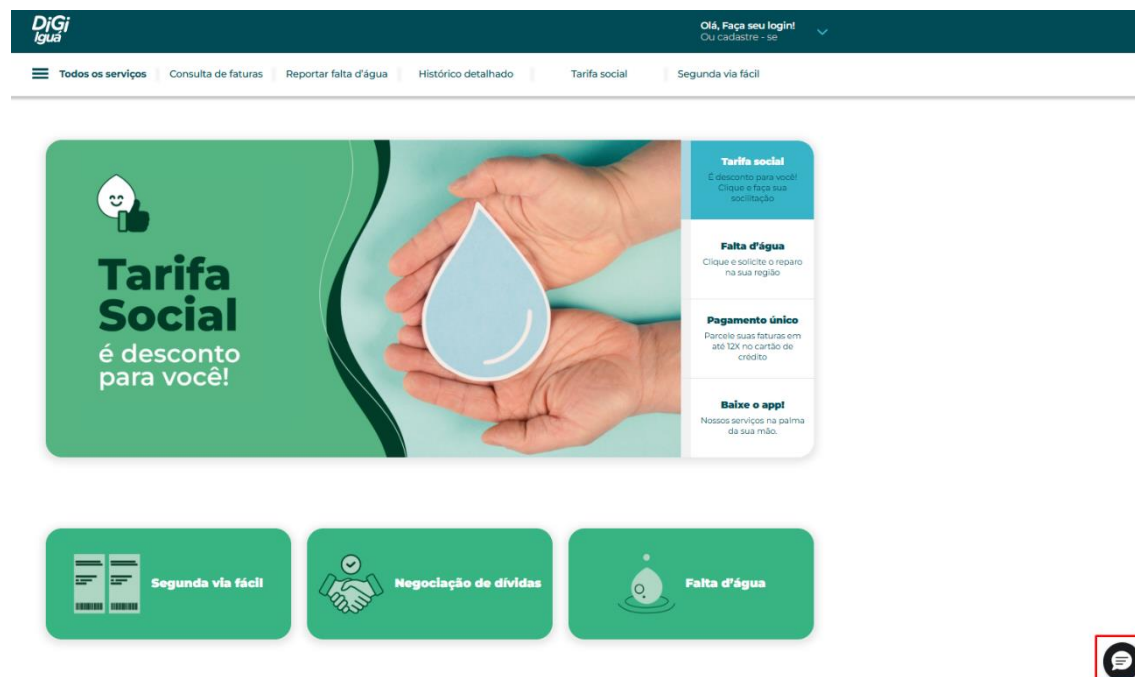 DiGi
Iguá
Olá, Faça seu login!
Ou cadastre - se
Todos os serviços
Consulta de faturas
Reportar falta d'água
Histórico detalhado
Tarifa social
Segunda via fácil
Tarifa
Social
é desconto
para você!
Tarifa social
É desconto para você!
Clique e faça sua
socilitação
Falta d'água
Clique e solicite o reparo
na sua região
Pagamento único
Parcele suas faturas em
até 12X no cartão de
crédito
Baixe o app!
Nossos serviços na palma
da sua mão.
Segunda via fácil
Negociação de dívidas
Falta d'água